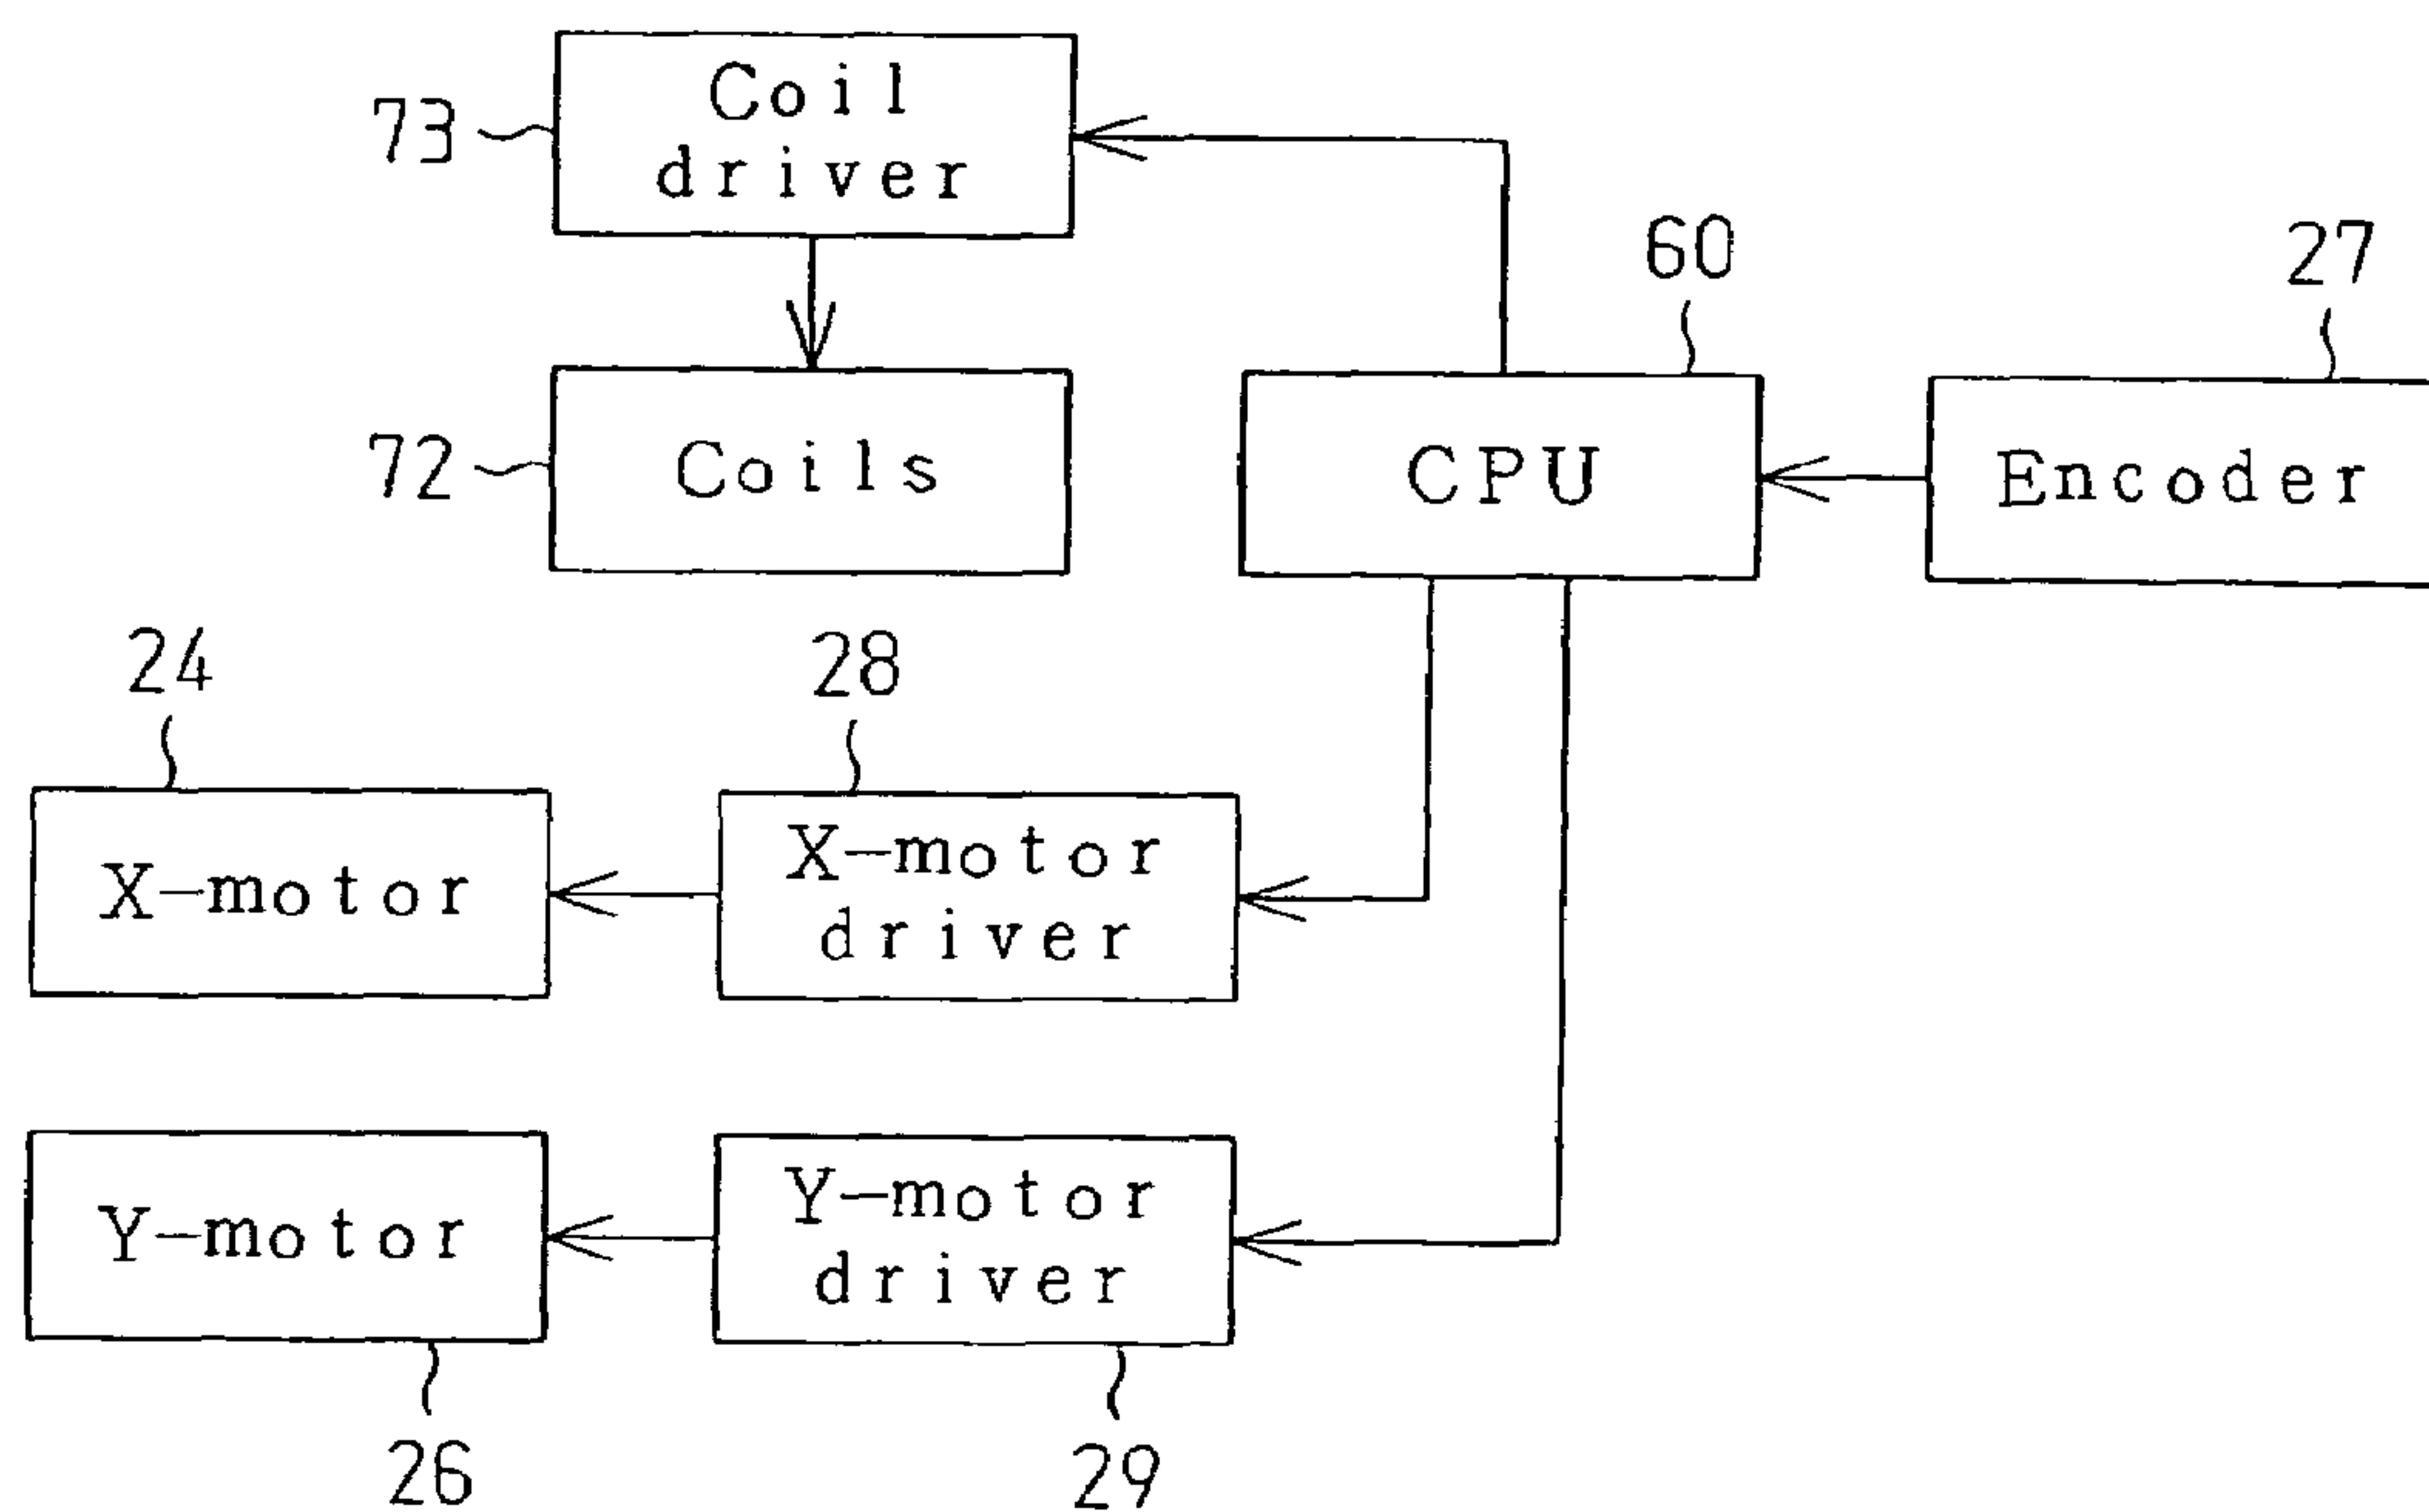 Coil
driver
73
60
27
72
Coils
CPU
Encoder
24
28
X-motor
X-motor
driver
Y-motor
Y-motor
driver
26
29